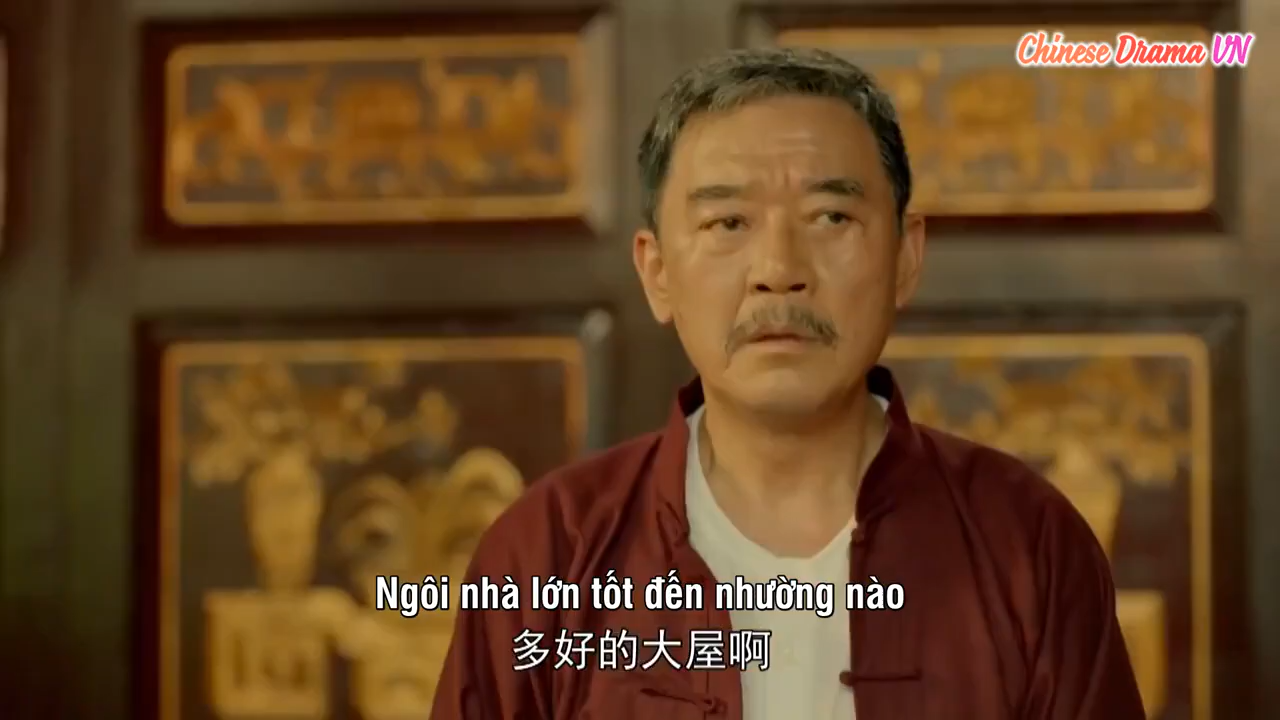 Chinese Drama VN
Ngôi nhà lớn tốt đến nhường nào
多好的大屋啊